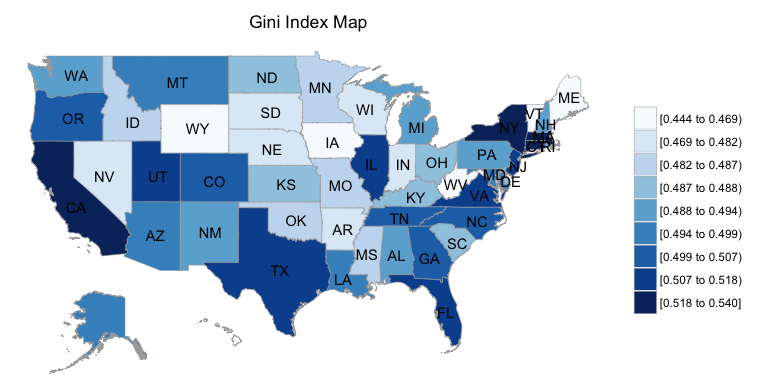 Gini Index Map
WA
MT
ND
MN
ME
VT
NH
OR
ID
SD
WI
MI
NY
MA
WY
NE
IA
PA
CT
RI
NJ
NV
UT
CO
KS
IL
IN
OH
MD
DE
WV
VA
CA
MO
KY
AZ
NM
OK
AR
TN
NC
SC
TX
LA
MS
AL
GA
FL
[0.444 to 0.469)
[0.469 to 0.482)
[0.482 to 0.487)
[0.487 to 0.488)
[0.488 to 0.494)
[0.494 to 0.499)
[0.499 to 0.507)
[0.507 to 0.518)
[0.518 to 0.540]